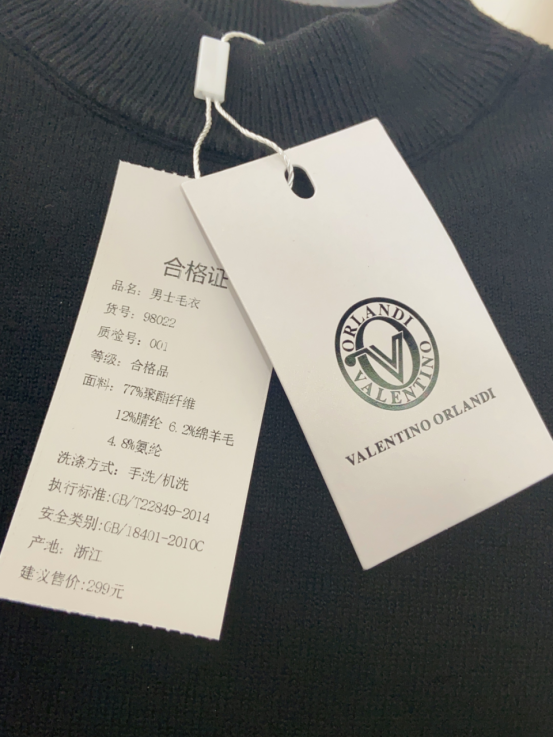 合格证
品名: 男士毛衣
货号: 98022
质检号: 001
等级: 合格品
面料: 77%聚酯纤维
12%腈纶 6.2%绵羊毛
4.8%氨纶
洗涤方式: 手洗/机洗
执行标准:GB/T22849-2014
安全类别:GB/18401-2010C
产地: 浙江
建议售价:299元
ORLANDI
VALENTINO
VALENTINO ORLANDI